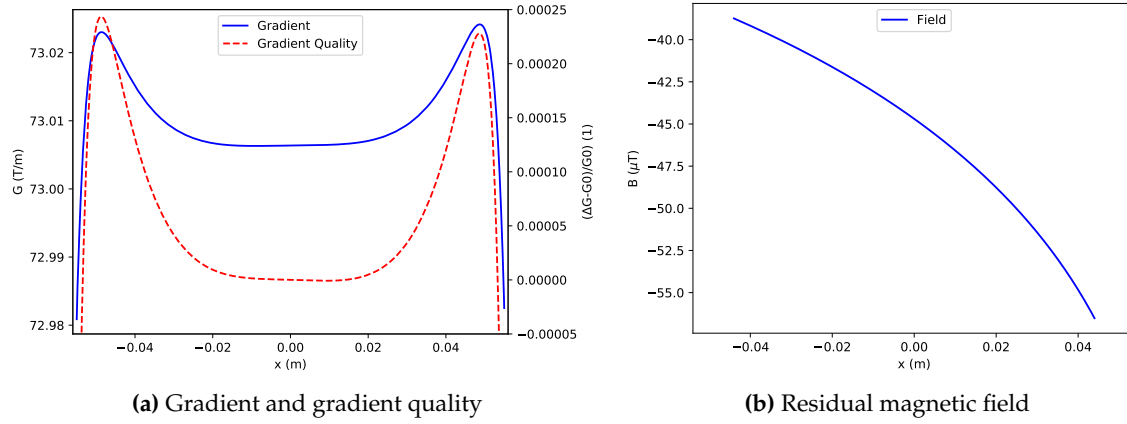 Gradient
Gradient Quality
73.02
73.01
73.00
72.99
72.98
G (T/m)
0.00025
0.00020
0.00015
0.00010
0.00005
0.00000
−0.00005
(ΔG-G0)/G0) (1)
−0.04 −0.02 0.00 0.02 0.04
x (m)
(a) Gradient and gradient quality
Field
−40.0
−42.5
−45.0
−47.5
−50.0
−52.5
−55.0
B (μT)
−0.04 −0.02 0.00 0.02 0.04
x (m)
(b) Residual magnetic field